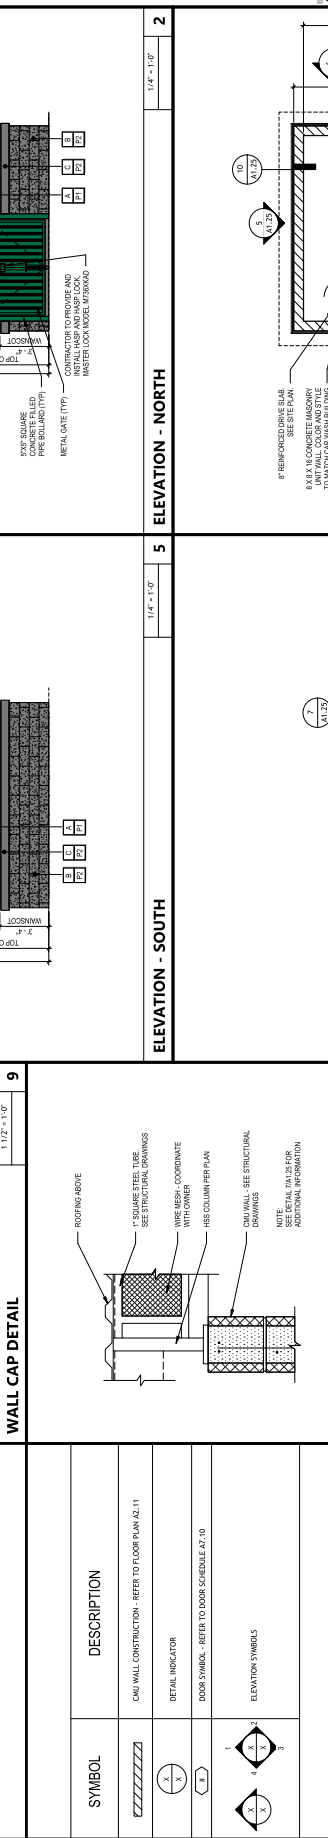 2
1/4" = 1'-0"
ELEVATION - NORTH
B
P2
C
P2
A
P1
CONTRACTOR TO PROVIDE AND
INSTALL HASP AND HASP LOCK,
MASTER LOCK MODEL M736XKAD
METAL GATE (TYP)
5"X5" SQUARE
CONCRETE FILLED
PIPE BOLLARD (TYP)
WAINSCOT
3' - 4"
10
A1.25
5
A1.25
8" REINFORCED DRIVE SLAB.
SEE SITE PLAN.
8 X 8 X 16 CONCRETE MASONRY
UNIT WALL. COLOR AND STYLE
TO MATCH CAR WASH BUILDING
5
1/4" = 1'-0"
ELEVATION - SOUTH
A
P1
C
P2
B
P2
WAINSCOT
3' - 4"
7
A1.25
9
1 1/2" = 1'-0"
WALL CAP DETAIL
ROOFING ABOVE
1" SQUARE STEEL TUBE.
SEE STRUCTURAL DRAWINGS
WIRE MESH - COORDINATE
WITH OWNER
HSS COLUMN PER PLAN
CMU WALL - SEE STRUCTURAL
DRAWINGS
NOTE:
SEE DETAIL 7/A1.25 FOR
ADDITIONAL INFORMATION
SYMBOL
DESCRIPTION
CMU WALL CONSTRUCTION - REFER TO FLOOR PLAN A2.11
X
X
DETAIL INDICATOR
#
DOOR SYMBOL - REFER TO DOOR SCHEDULE A7.10
X
X
1
2
3
4
X
X
ELEVATION SYMBOLS